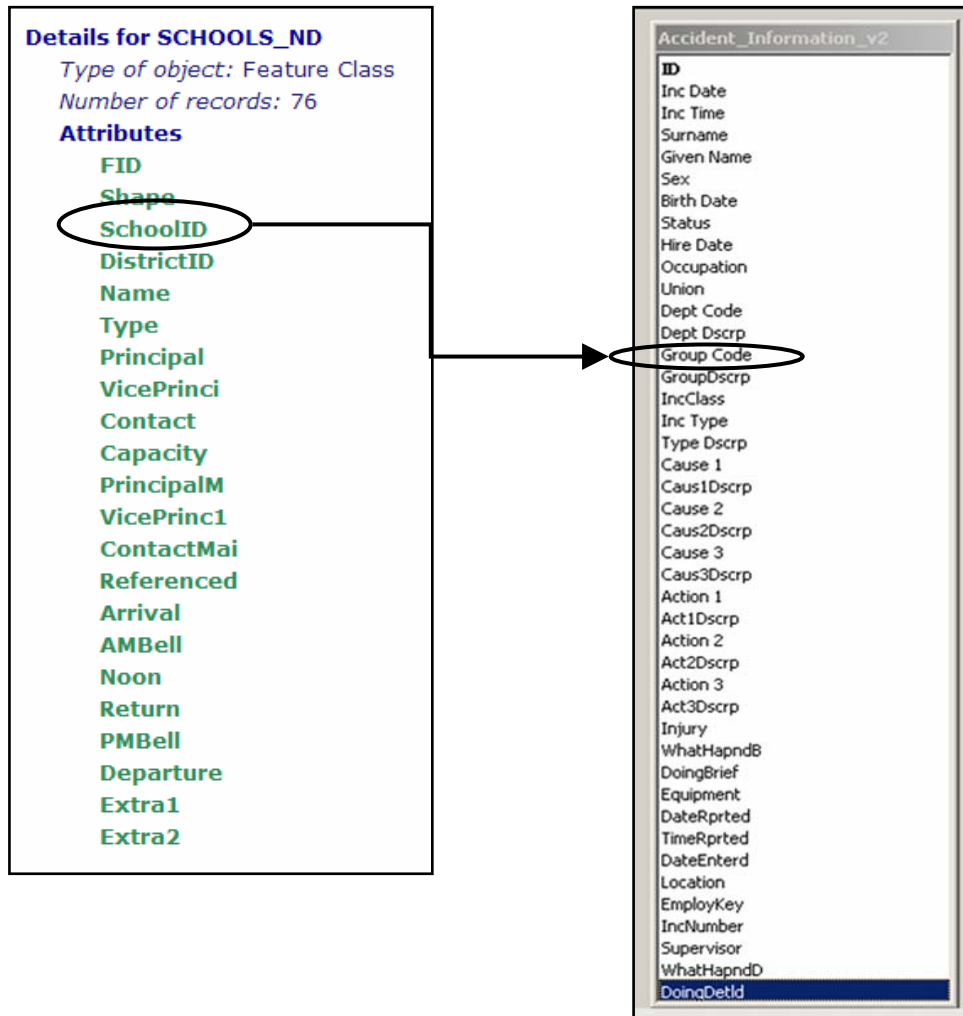 Details for SCHOOLS_ND
Type of object: Feature Class
Number of records: 76
Attributes
FID
Shape
SchoolID
DistrictID
Name
Type
Principal
VicePrinci
Contact
Capacity
PrincipalM
VicePrinc1
ContactMai
Referenced
Arrival
AMBell
Noon
Return
PMBell
Departure
Extra1
Extra2
Accident_Information_v2
ID
Inc Date
Inc Time
Surname
Given Name
Sex
Birth Date
Status
Hire Date
Occupation
Union
Dept Code
Dept Dscrp
Group Code
GroupDscrp
IncClass
Inc Type
Type Dscrp
Cause 1
Caus1Dscrp
Cause 2
Caus2Dscrp
Cause 3
Caus3Dscrp
Action 1
Act1Dscrp
Action 2
Act2Dscrp
Action 3
Act3Dscrp
Injury
WhatHapndB
DoingBrief
Equipment
DateRprted
TimeRprted
DateEnterd
Location
EmployKey
IncNumber
Supervisor
WhatHapndD
DoingDetld